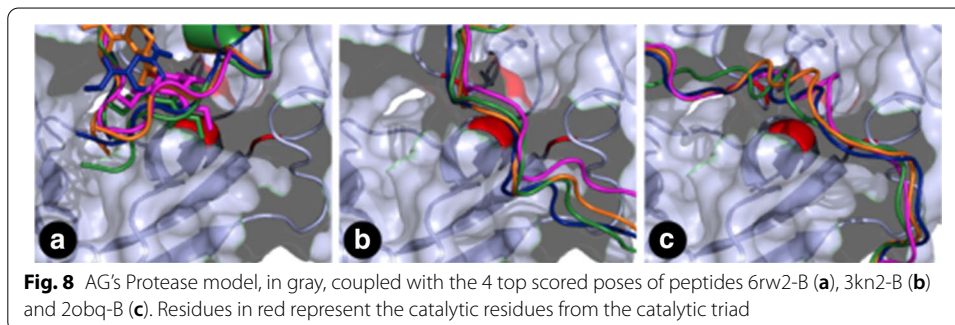 a b c
Fig. 8 AG's Protease model, in gray, coupled with the 4 top scored poses of peptides 6rw2-B (a), 3kn2-B (b)
and 2obq-B (c). Residues in red represent the catalytic residues from the catalytic triad